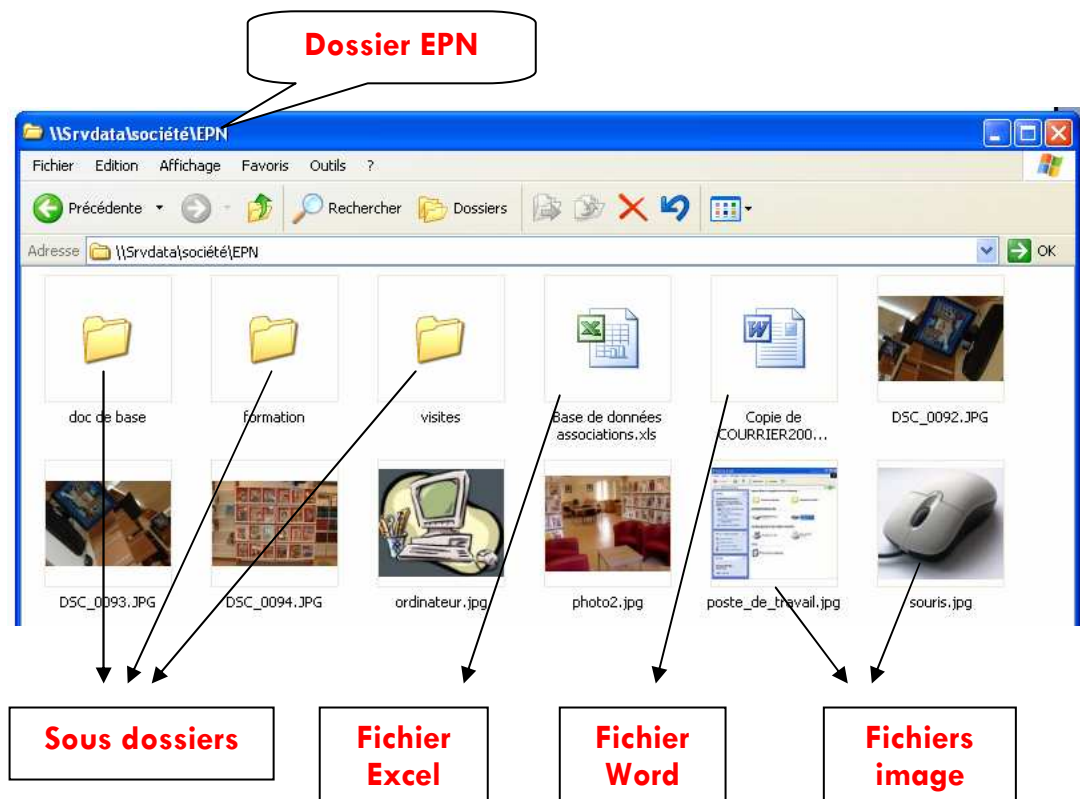 Dossier EPN
\\Srvdata\société\EPN
Fichier Edition Affichage Favoris Outils ?
Précédente Rechercher Dossiers
Adresse \\Srvdata\société\EPN OK
doc de base formation visites Base de données associations.xls Copie de COURRIER200... DSC_0092.JPG
DSC_0093.JPG DSC_0094.JPG ordinateur.jpg photo2.jpg poste_de_travail.jpg souris.jpg
Sous dossiers
Fichier
Excel
Fichier
Word
Fichiers
image